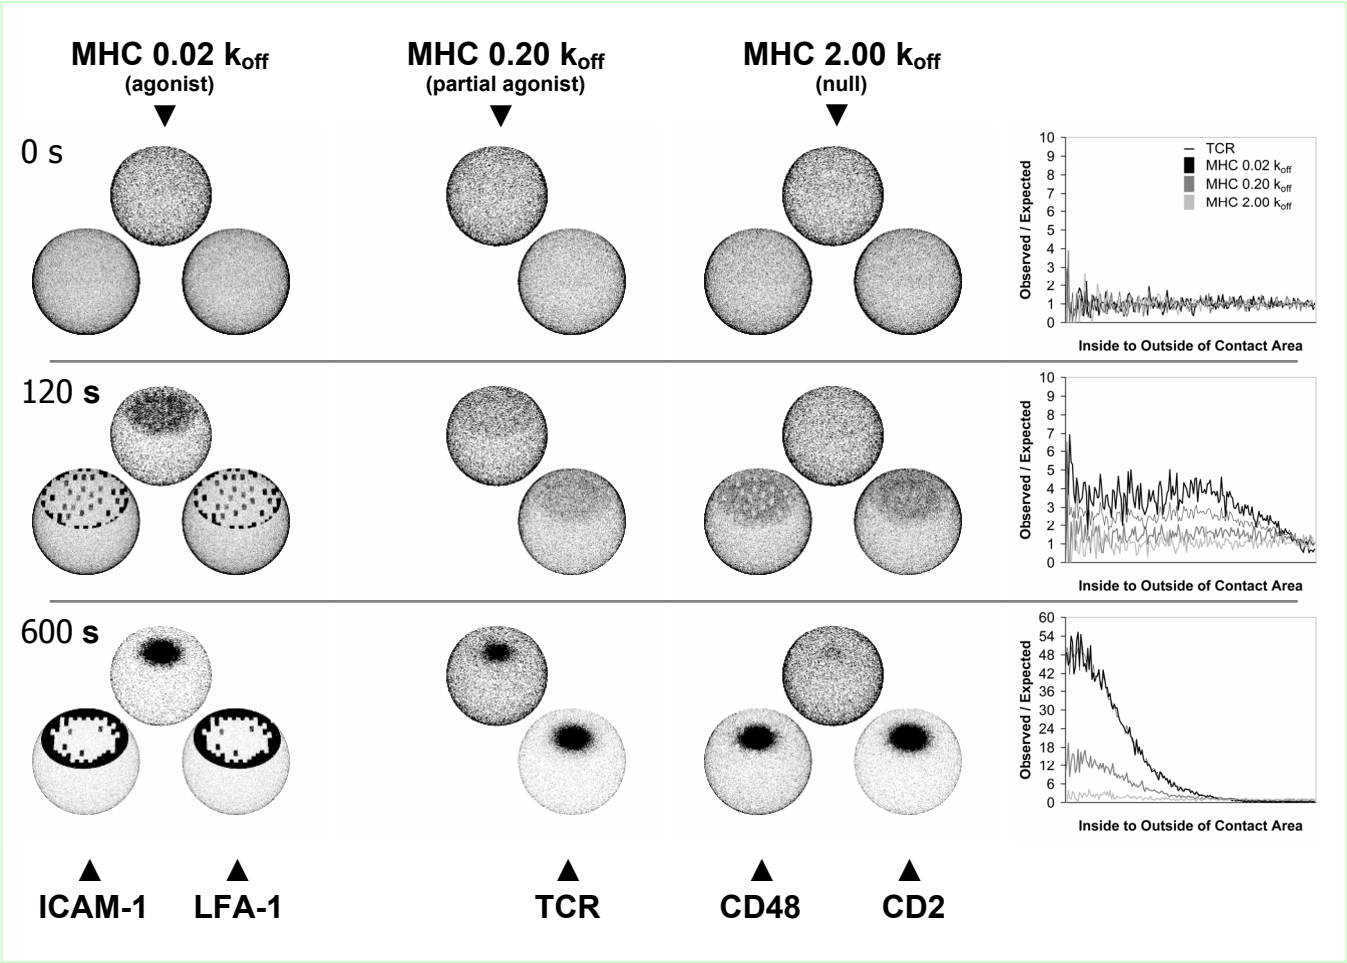 MHC 0.02 koff
(agonist)
MHC 0.20 koff
(partial agonist)
MHC 2.00 koff
(null)
0 s
10
9
8
7
6
5
4
3
2
1
0
Observed / Expected
TCR
MHC 0.02 koff
MHC 0.20 koff
MHC 2.00 koff
Inside to Outside of Contact Area
120 s
10
9
8
7
6
5
4
3
2
1
0
Observed / Expected
Inside to Outside of Contact Area
600 s
60
54
48
42
36
30
24
18
12
6
0
Observed / Expected
Inside to Outside of Contact Area
ICAM-1
LFA-1
TCR
CD48
CD2